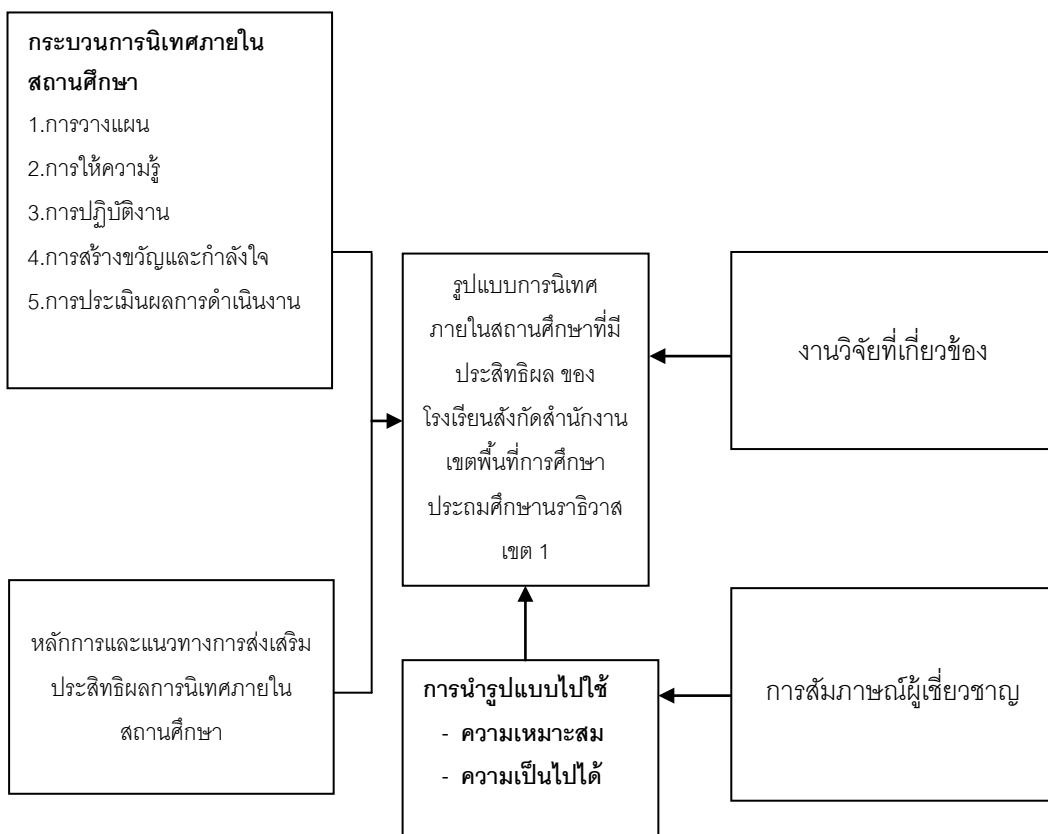 กระบวนการนิเทศภายใน
สถานศึกษา
1.การวางแผน
2.การให้ความรู้
3.การปฏิบัติงาน
4.การสร้างขวัญและกำลังใจ
5.การประเมินผลการดำเนินงาน
รูปแบบการนิเทศ
ภายในสถานศึกษาที่มี
ประสิทธิผล ของ
โรงเรียนสังกัดสำนักงาน
เขตพื้นที่การศึกษา
ประถมศึกษานราธิวาส
เขต 1
งานวิจัยที่เกี่ยวข้อง
หลักการและแนวทางการส่งเสริม
ประสิทธิผลการนิเทศภายใน
สถานศึกษา
การนำรูปแบบไปใช้
- ความเหมาะสม
- ความเป็นไปได้
การสัมภาษณ์ผู้เชี่ยวชาญ